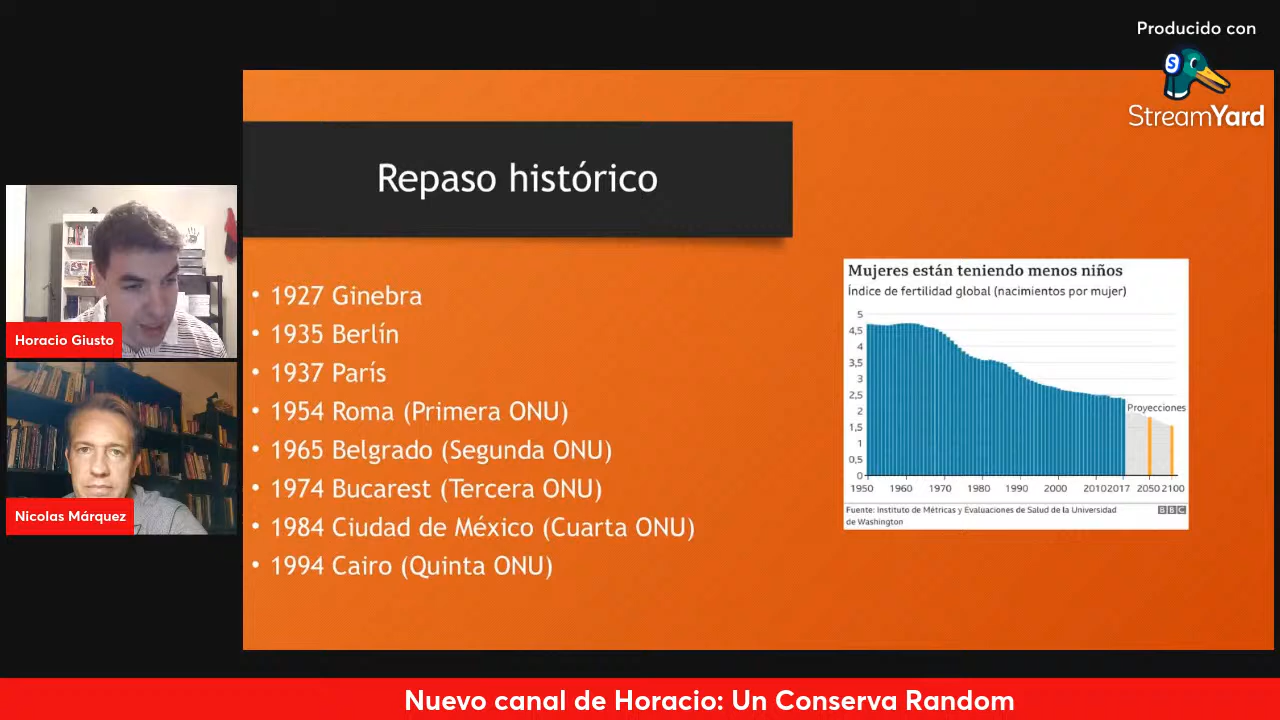 Producido con
StreamYard
Repaso histórico
• 1927 Ginebra
• 1935 Berlín
• 1937 París
• 1954 Roma (Primera ONU)
• 1965 Belgrado (Segunda ONU)
• 1974 Bucarest (Tercera ONU)
• 1984 Ciudad de México (Cuarta ONU)
• 1994 Cairo (Quinta ONU)
Mujeres están teniendo menos niños
Índice de fertilidad global (nacimientos por mujer)
5
4,5
4
3,5
3
2,5
2
1,5
1
0,5
0
Proyecciones
1950 1960 1970 1980 1990 2000 2010 2017 2050 2100
Fuente: Instituto de Métricas y Evaluaciones de Salud de la Universidad
de Washington
BBC
Horacio Giusto
Nicolas Márquez
Nuevo canal de Horacio: Un Conserva Random